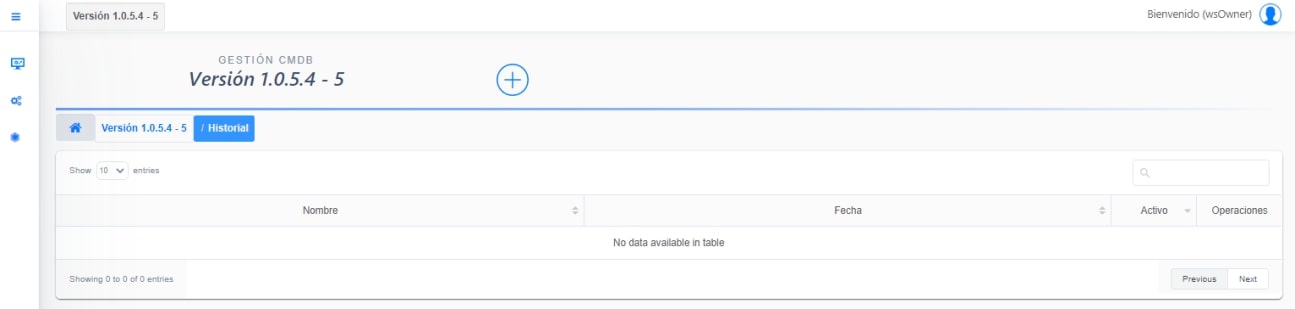 Versión 1.0.5.4 - 5
Bienvenido (wsOwner)
GESTIÓN CMDB
Versión 1.0.5.4 - 5
Versión 1.0.5.4 - 5 / Historial
Show 10 entries
Nombre Fecha Activo Operaciones
No data available in table
Showing 0 to 0 of 0 entries
Previous Next